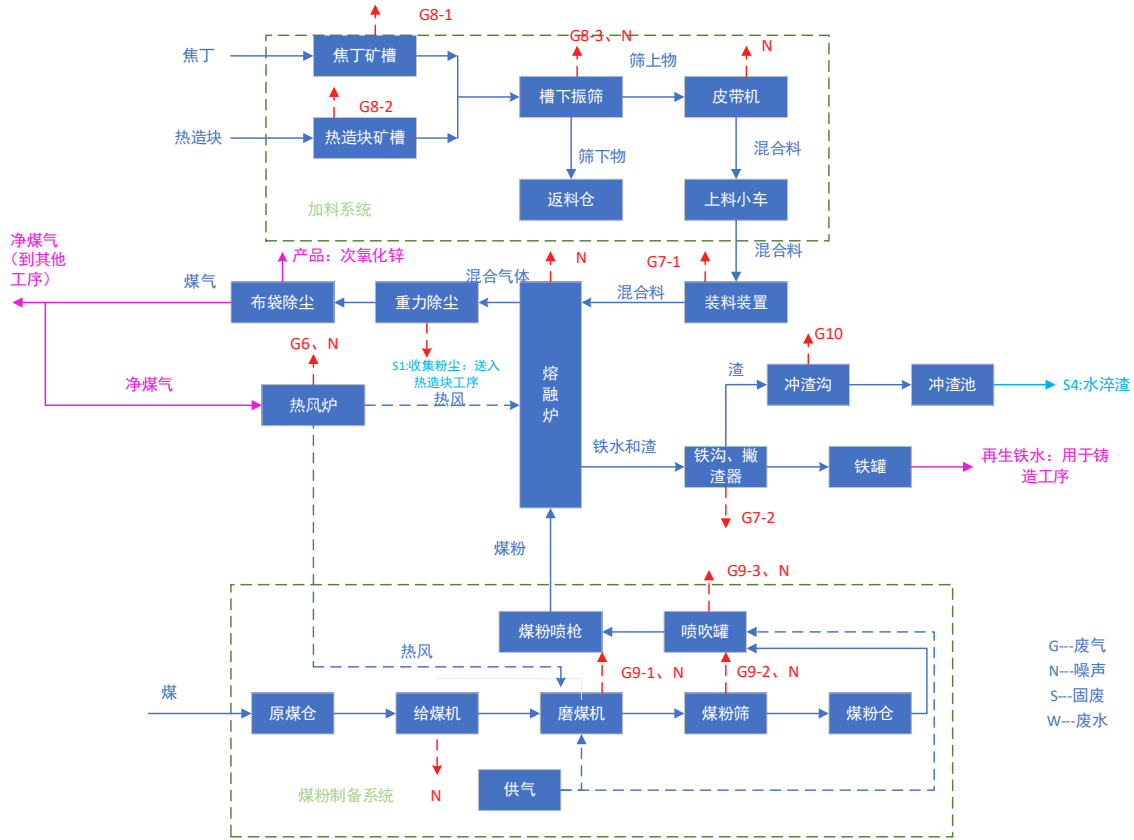 G8-1
焦丁
焦丁矿槽
G8-3、N
筛上物
N
槽下振筛
皮带机
G8-2
热造块
热造块矿槽
筛下物
混合料
返料仓
上料小车
加料系统
净煤气
（到其他
工序）
产品：次氧化锌
混合气体
N
G7-1
混合料
煤气
布袋除尘
重力除尘
混合料
装料装置
G6、N
S1:收集粉尘：送入
热造块工序
G10
净煤气
热风炉
热风
熔
融
炉
渣
冲渣沟
冲渣池
S4:水淬渣
铁水和渣
铁沟、撇
渣器
铁罐
再生铁水：用于铸
造工序
G7-2
煤粉
G9-3、N
煤粉喷枪
喷吹罐
热风
G9-1、N
G9-2、N
G---废气
N---噪声
S---固废
W---废水
煤
原煤仓
给煤机
磨煤机
煤粉筛
煤粉仓
供气
煤粉制备系统
N